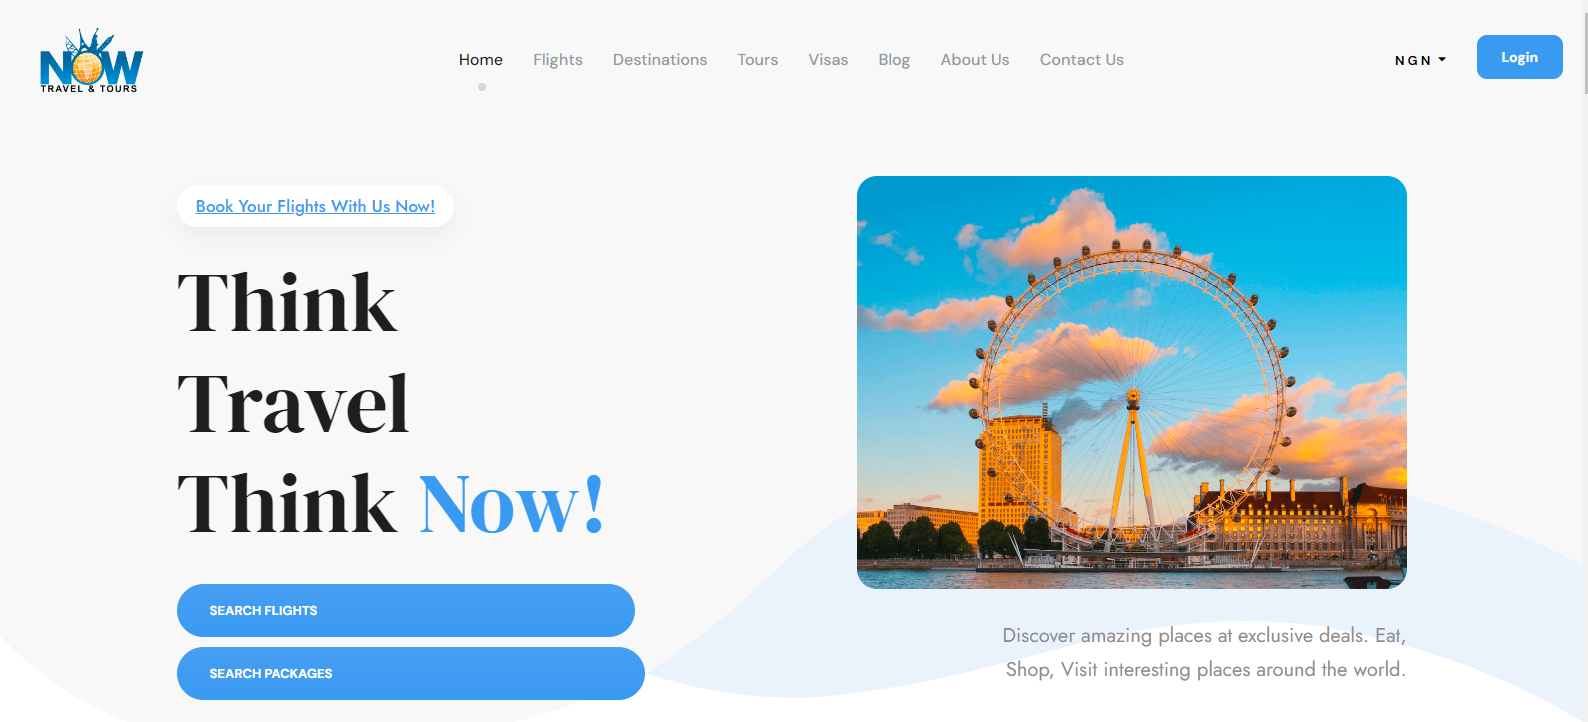 NOW
TRAVEL & TOURS
Home
Flights
Destinations
Tours
Visas
Blog
About Us
Contact Us
NGN
Login
Book Your Flights With Us Now!
Think
Travel
Think Now!
SEARCH FLIGHTS
SEARCH PACKAGES
Discover amazing places at exclusive deals. Eat,
Shop, Visit interesting places around the world.